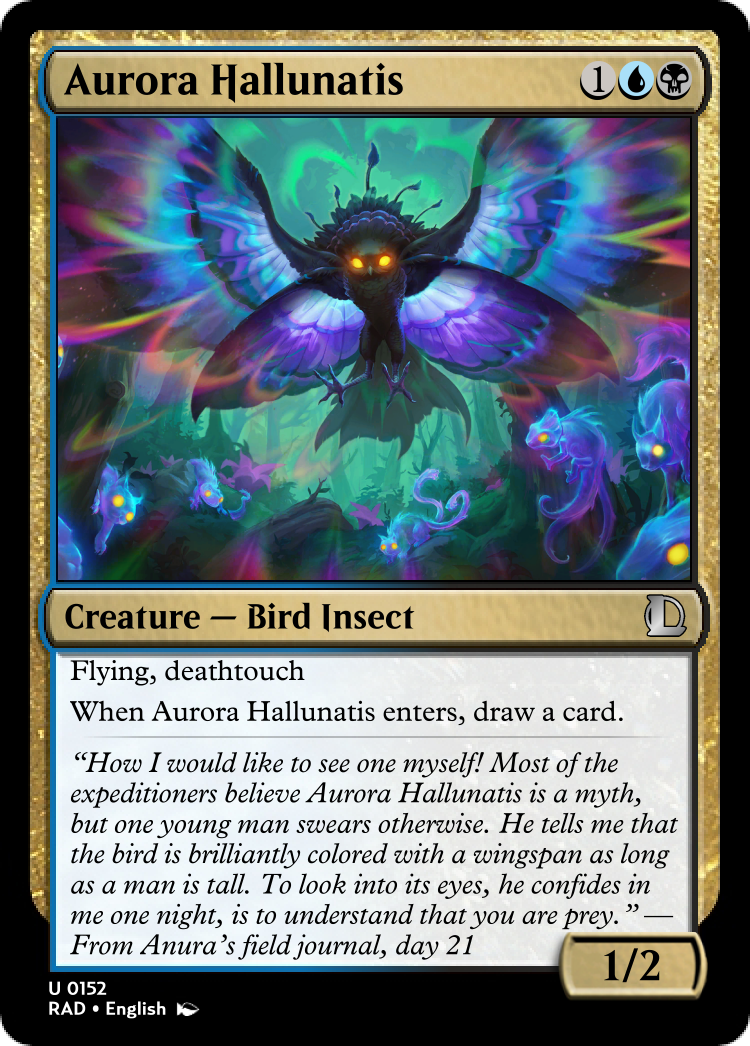 Aurora Hallunatis 1
Creature — Bird Insect
Flying, deathtouch
When Aurora Hallunatis enters, draw a card.
“How I would like to see one myself! Most of the
expeditioners believe Aurora Hallunatis is a myth,
but one young man swears otherwise. He tells me that
the bird is brilliantly colored with a wingspan as long
as a man is tall. To look into its eyes, he confides in
me one night, is to understand that you are prey.” —
From Anura’s field journal, day 21
1/2
U 0152
RAD • English